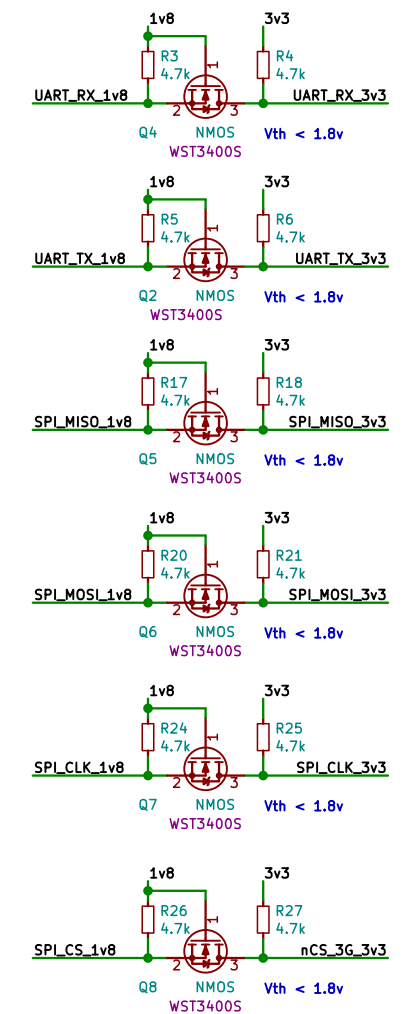 1v8 3v3
R3 R4
4.7k 1 4.7k
UART_RX_1v8 UART_RX_3v3
2 3
Q4 NMOS Vth < 1.8v
WST3400S
1v8 3v3
R5 R6
4.7k 1 4.7k
UART_TX_1v8 UART_TX_3v3
2 3
Q2 NMOS Vth < 1.8v
WST3400S
1v8 3v3
R17 R18
4.7k 1 4.7k
SPI_MISO_1v8 SPI_MISO_3v3
2 3
Q5 NMOS Vth < 1.8v
WST3400S
1v8 3v3
R20 R21
4.7k 1 4.7k
SPI_MOSI_1v8 SPI_MOSI_3v3
2 3
Q6 NMOS Vth < 1.8v
WST3400S
1v8 3v3
R24 R25
4.7k 1 4.7k
SPI_CLK_1v8 SPI_CLK_3v3
2 3
Q7 NMOS Vth < 1.8v
WST3400S
1v8 3v3
R26 R27
4.7k 1 4.7k
SPI_CS_1v8 nCS_3G_3v3
2 3
Q8 NMOS Vth < 1.8v
WST3400S